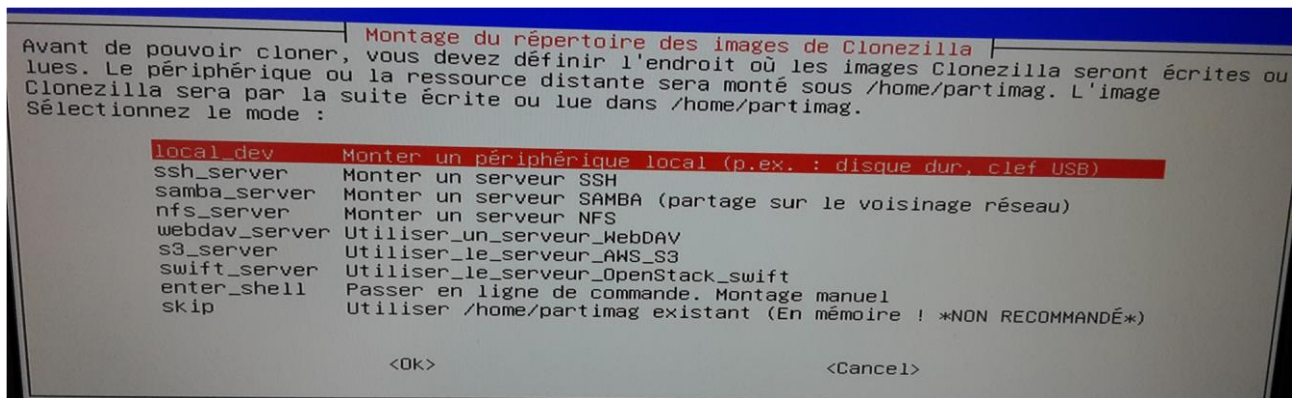 Montage du répertoire des images de Clonezilla
Avant de pouvoir cloner, vous devez définir l'endroit où les images Clonezilla seront écrites ou
lues. Le périphérique ou la ressource distante sera monté sous /home/partimag. L'image
Clonezilla sera par la suite écrite ou lue dans /home/partimag.
Sélectionnez le mode :
local_dev Monter un périphérique local (p.ex. : disque dur, clef USB)
ssh_server Monter un serveur SSH
samba_server Monter un serveur SAMBA (partage sur le voisinage réseau)
nfs_server Monter un serveur NFS
webdav_server Utiliser_un_serveur_WebDAV
s3_server Utiliser_le_serveur_AWS_S3
swift_server Utiliser_le_serveur_OpenStack_swift
enter_shell Passer en ligne de commande. Montage manuel
skip Utiliser /home/partimag existant (En mémoire ! *NON RECOMMANDÉ*)
<Ok> <Cancel>